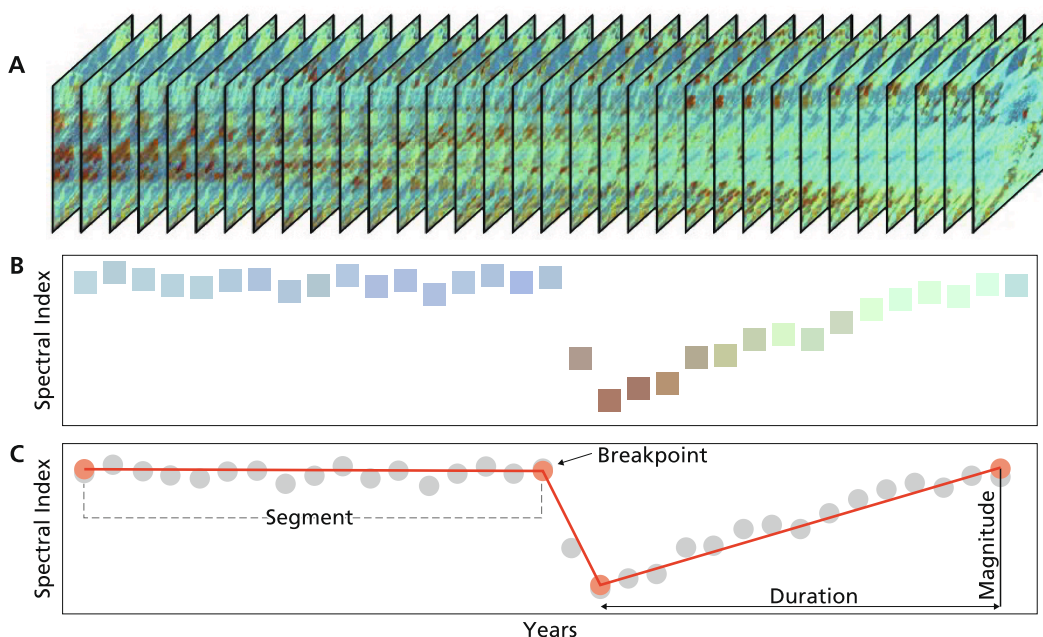 A
B
Spectral Index
C
Spectral Index
Breakpoint
Segment
Magnitude
Duration
Years